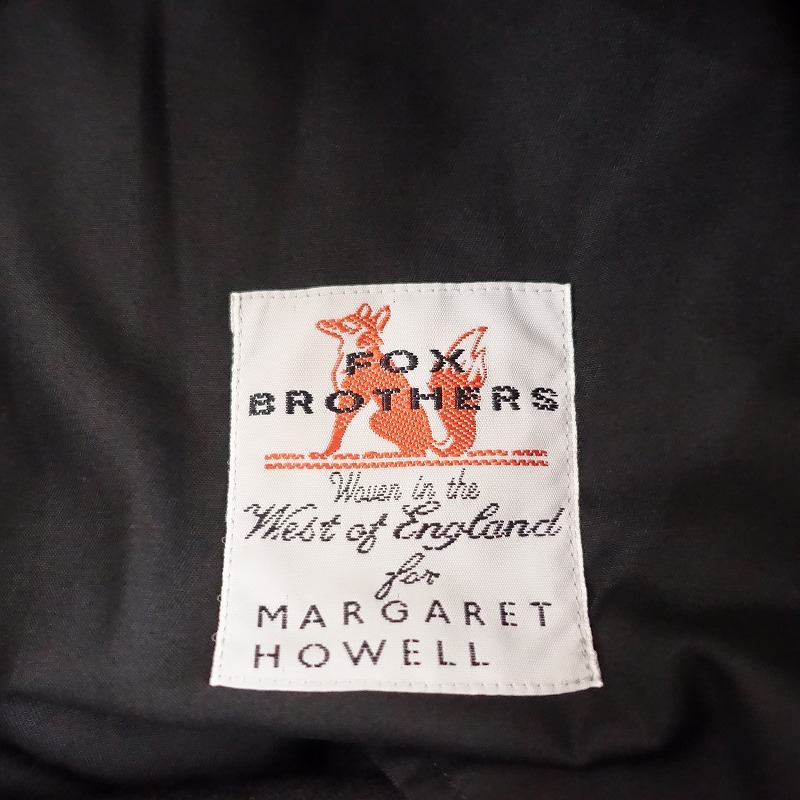 FOX
BROTHERS
Woven in the
West of England
for
MARGARET
HOWELL